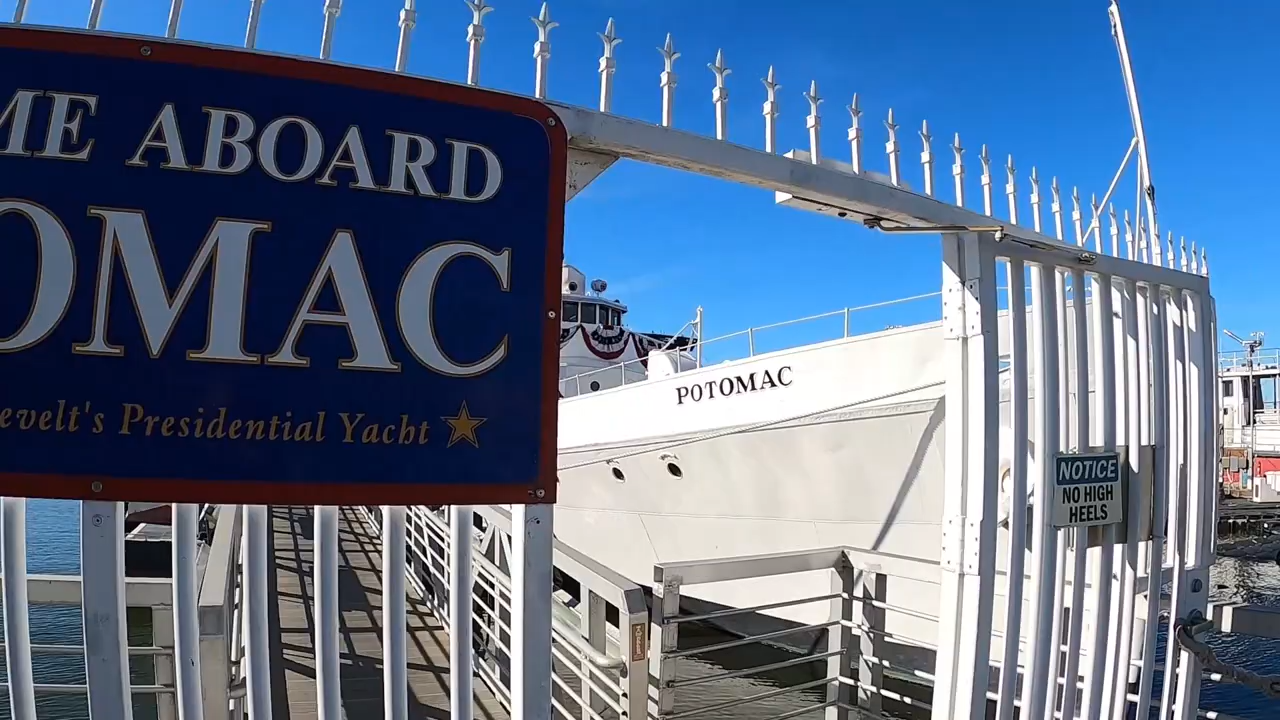 ME ABOARD
OMAC
evelt's Presidential Yacht
POTOMAC
NOTICE
NO HIGH
HEELS